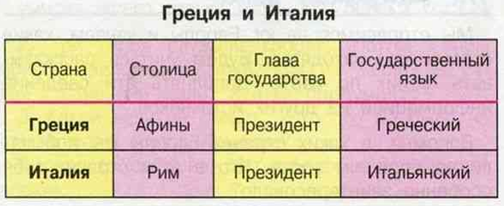 Греция и Италия
Страна Столица Глава государства Государственный язык
Греция Афины Президент Греческий
Италия Рим Президент Итальянский